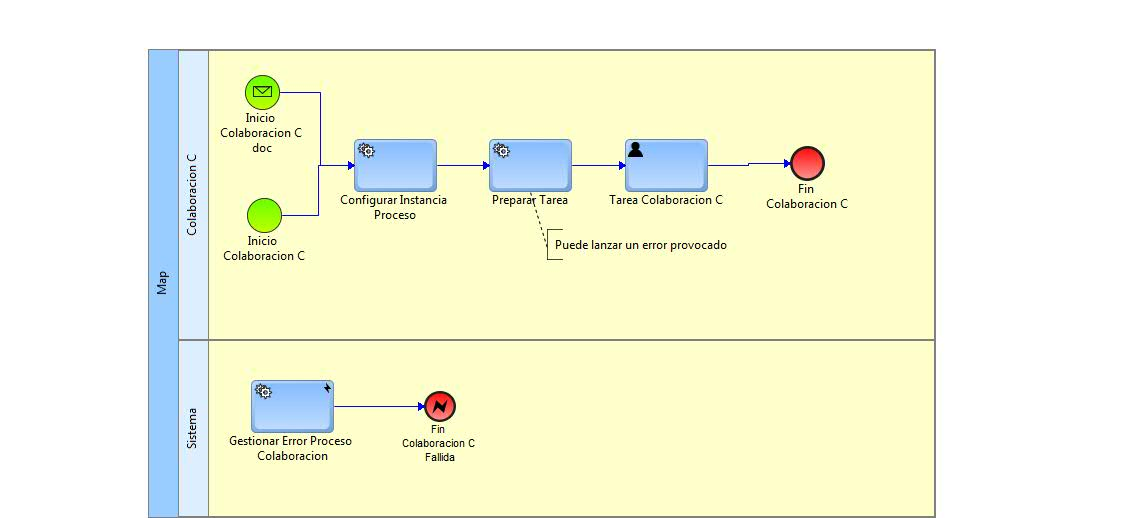 Map
Colaboracion C
Inicio
Colaboracion C
doc
Inicio
Colaboracion C
Configurar Instancia
Proceso
Preparar Tarea
Tarea Colaboracion C
Fin
Colaboracion C
Puede lanzar un error provocado
Sistema
Gestionar Error Proceso
Colaboracion
Fin
Colaboracion C
Fallida